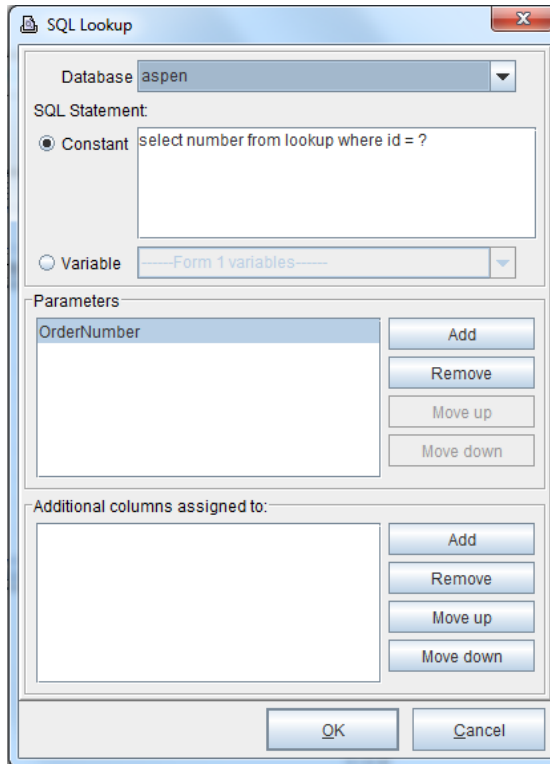 SQL Lookup
x
Database aspen
SQL Statement:
Constant select number from lookup where id = ?
Variable ------Form 1 variables------
Parameters
OrderNumber
Add
Remove
Move up
Move down
Additional columns assigned to:
Add
Remove
Move up
Move down
OK Cancel